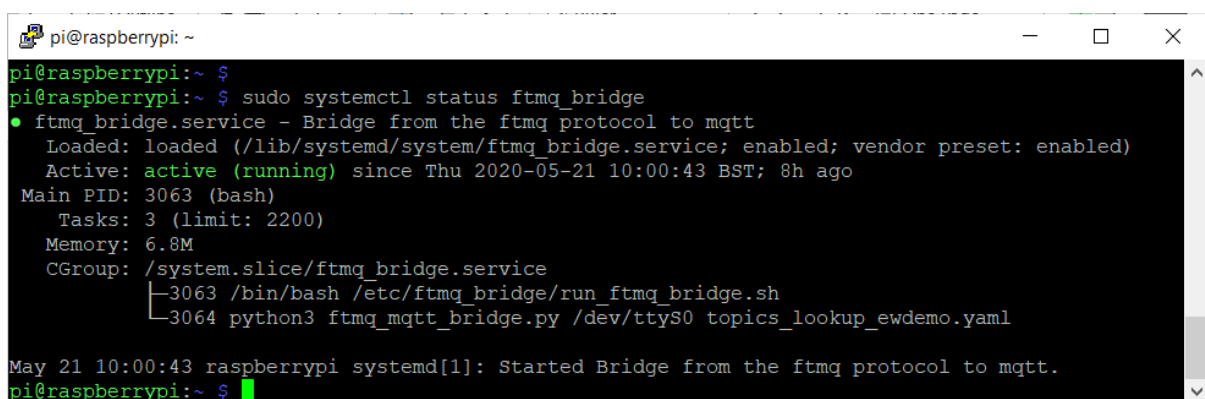 pi@raspberrypi: ~
pi@raspberrypi:~ $
pi@raspberrypi:~ $ sudo systemctl status ftmq_bridge
● ftmq_bridge.service - Bridge from the ftmq protocol to mqtt
   Loaded: loaded (/lib/systemd/system/ftmq_bridge.service; enabled; vendor preset: enabled)
   Active: active (running) since Thu 2020-05-21 10:00:43 BST; 8h ago
 Main PID: 3063 (bash)
    Tasks: 3 (limit: 2200)
   Memory: 6.8M
   CGroup: /system.slice/ftmq_bridge.service
           ├─3063 /bin/bash /etc/ftmq_bridge/run_ftmq_bridge.sh
           └─3064 python3 ftmq_mqtt_bridge.py /dev/ttyS0 topics_lookup_ewdemo.yaml
May 21 10:00:43 raspberrypi systemd[1]: Started Bridge from the ftmq protocol to mqtt.
pi@raspberrypi:~ $